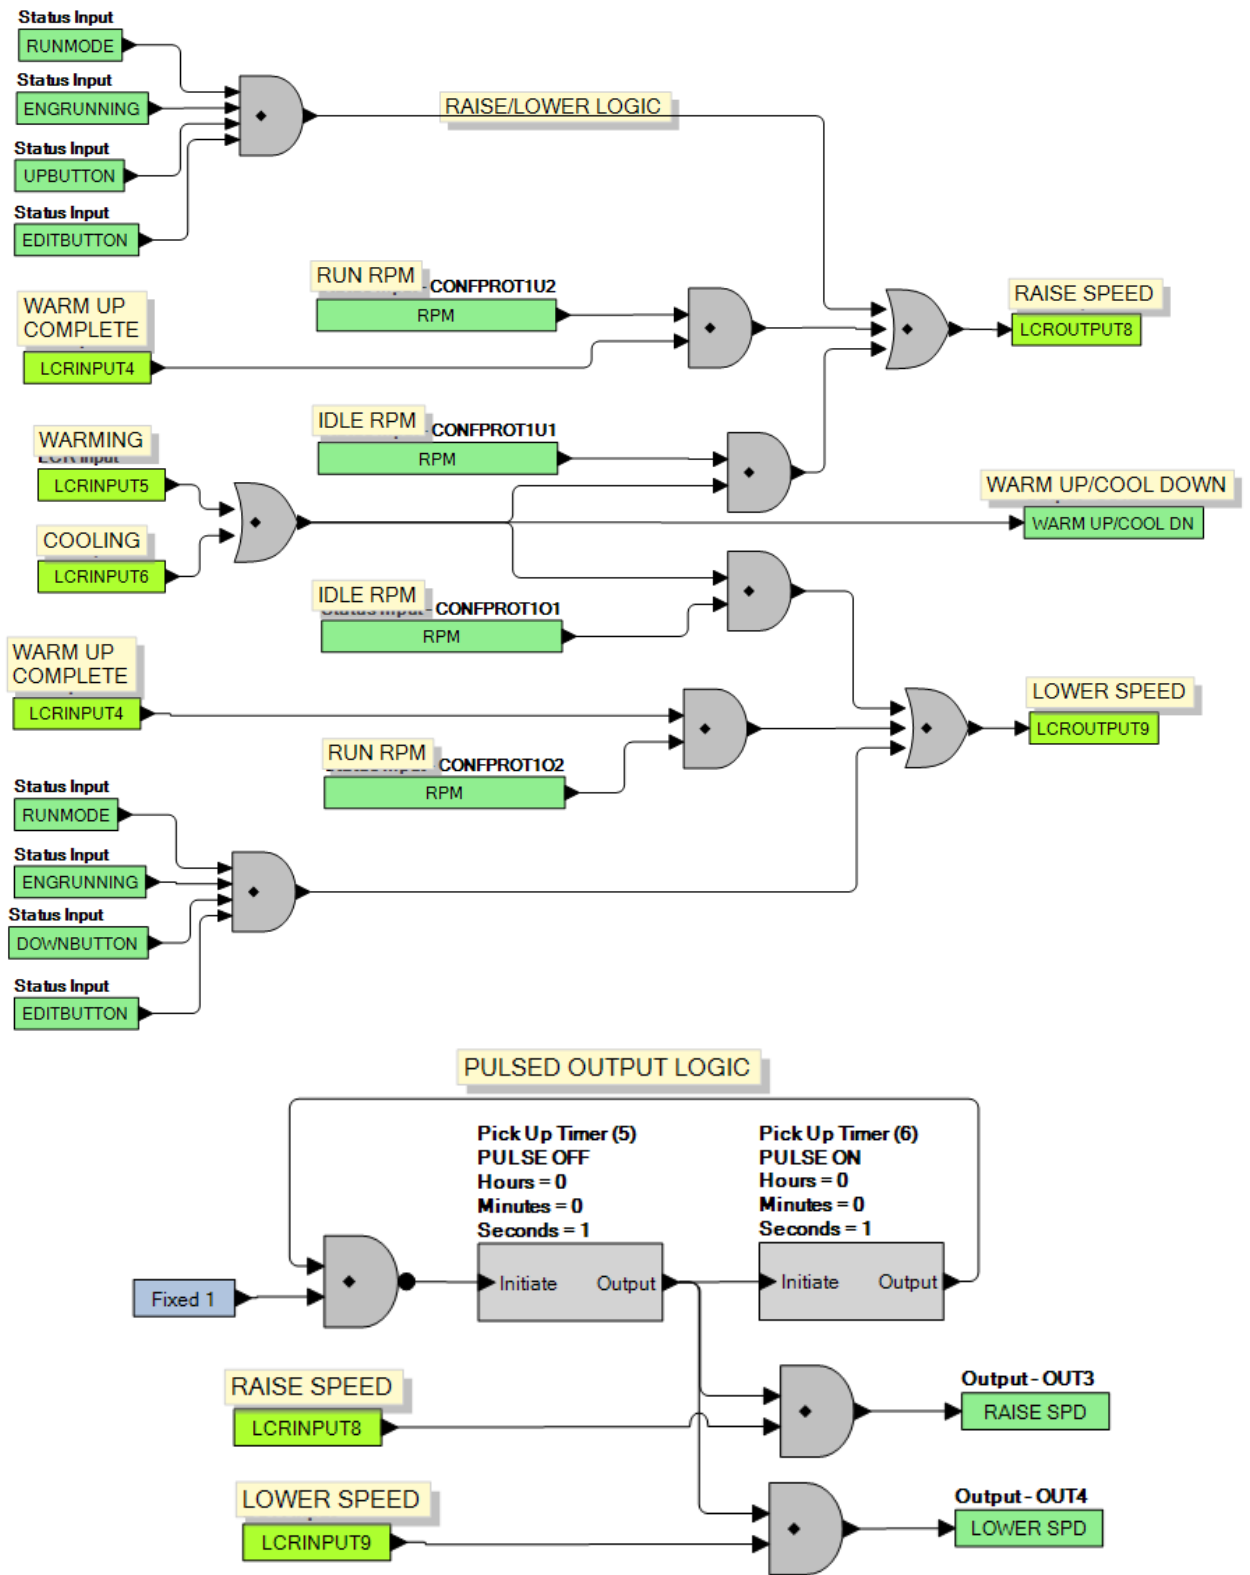 Status Input
RUNMODE
Status Input
ENGRUNNING
Status Input
UPBUTTON
Status Input
EDITBUTTON
RAISE/LOWER LOGIC
WARM UP
COMPLETE
LCRINPUT4
RUN RPM
- CONFPROT1U2
RPM
RAISE SPEED
LCROUTPUT8
WARMING
LCR Input
LCRINPUT5
COOLING
LCRINPUT6
IDLE RPM
CONFPROT1U1
RPM
WARM UP/COOL DOWN
WARM UP/COOL DN
IDLE RPM
Status Input - CONFPROT1O1
RPM
WARM UP
COMPLETE
LCRINPUT4
RUN RPM
Status Input - CONFPROT1O2
RPM
LOWER SPEED
LCROUTPUT9
Status Input
RUNMODE
Status Input
ENGRUNNING
Status Input
DOWNBUTTON
Status Input
EDITBUTTON
PULSED OUTPUT LOGIC
Pick Up Timer (5)
PULSE OFF
Hours = 0
Minutes = 0
Seconds = 1
Initiate Output
Pick Up Timer (6)
PULSE ON
Hours = 0
Minutes = 0
Seconds = 1
Initiate Output
Fixed 1
RAISE SPEED
LCRINPUT8
Output - OUT3
RAISE SPD
LOWER SPEED
LCRINPUT9
Output - OUT4
LOWER SPD